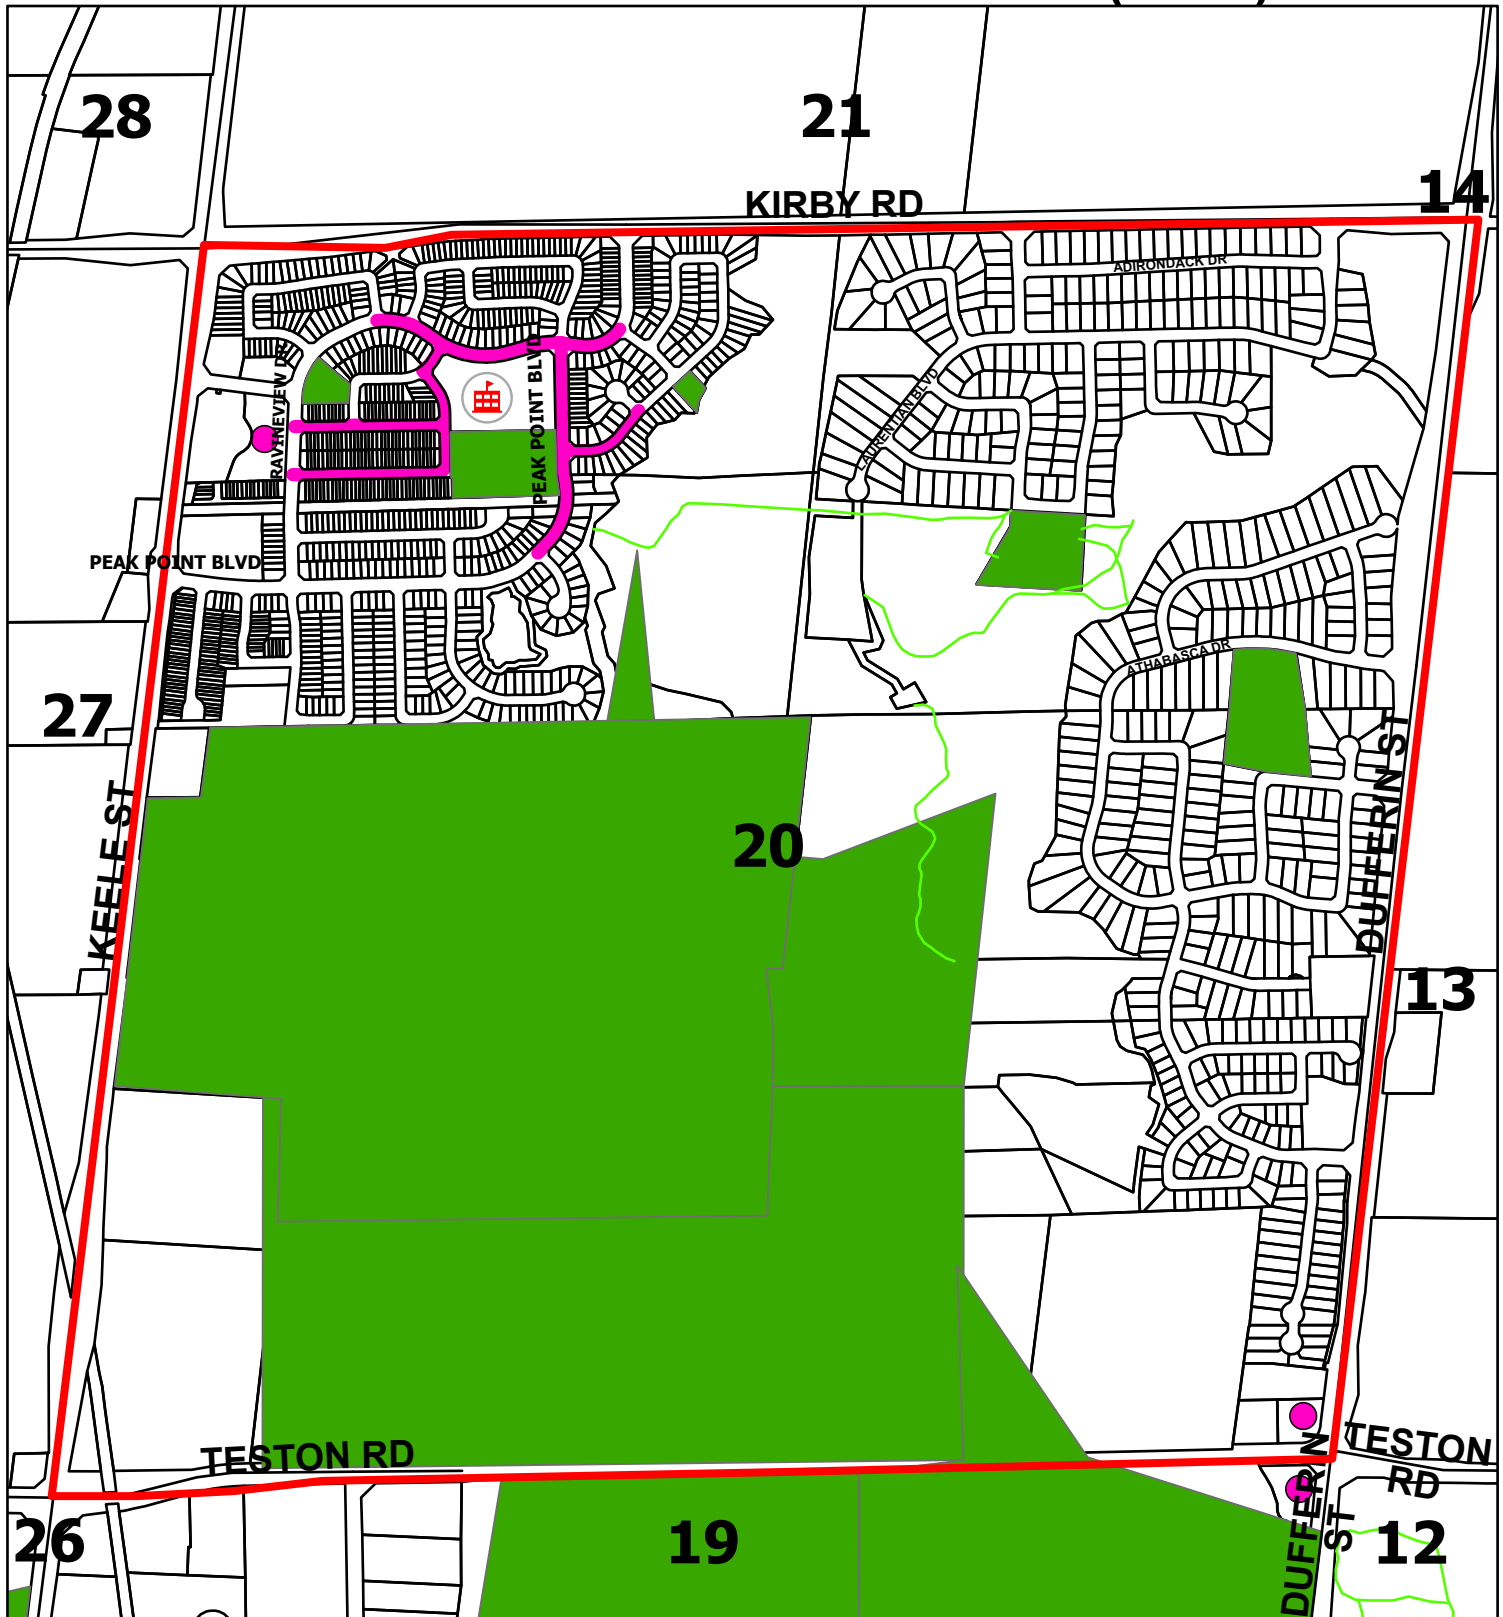 28
21
14
KIRBY RD
ADIRONDACK DR
RAVINEVIEW DR
PEAK POINT BLVD
LAURENTIAN BLVD
PEAK POINT BLVD
ATHABASCA DR
27
KEELE ST
20
DUFFERIN ST
13
TESTON RD
TESTON
RD
DUFFERIN
ST
26
19
12